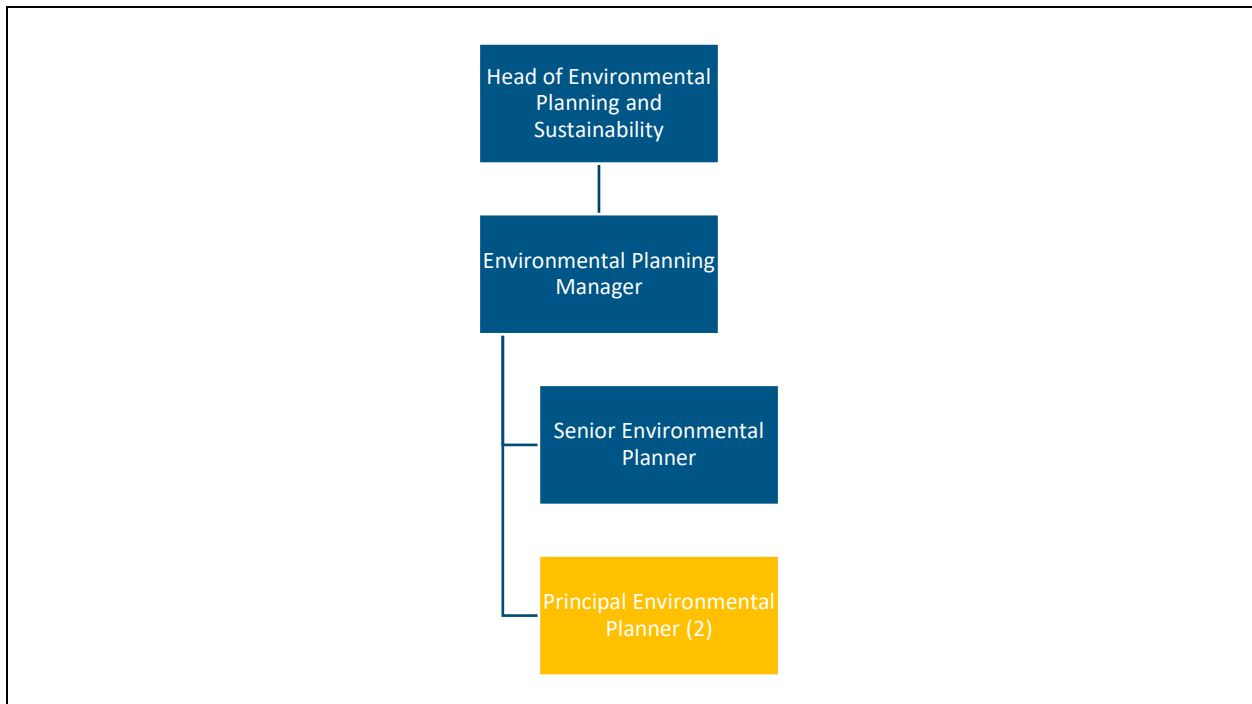 Head of Environmental
Planning and
Sustainability
Environmental Planning
Manager
Senior Environmental
Planner
Principal Environmental
Planner (2)